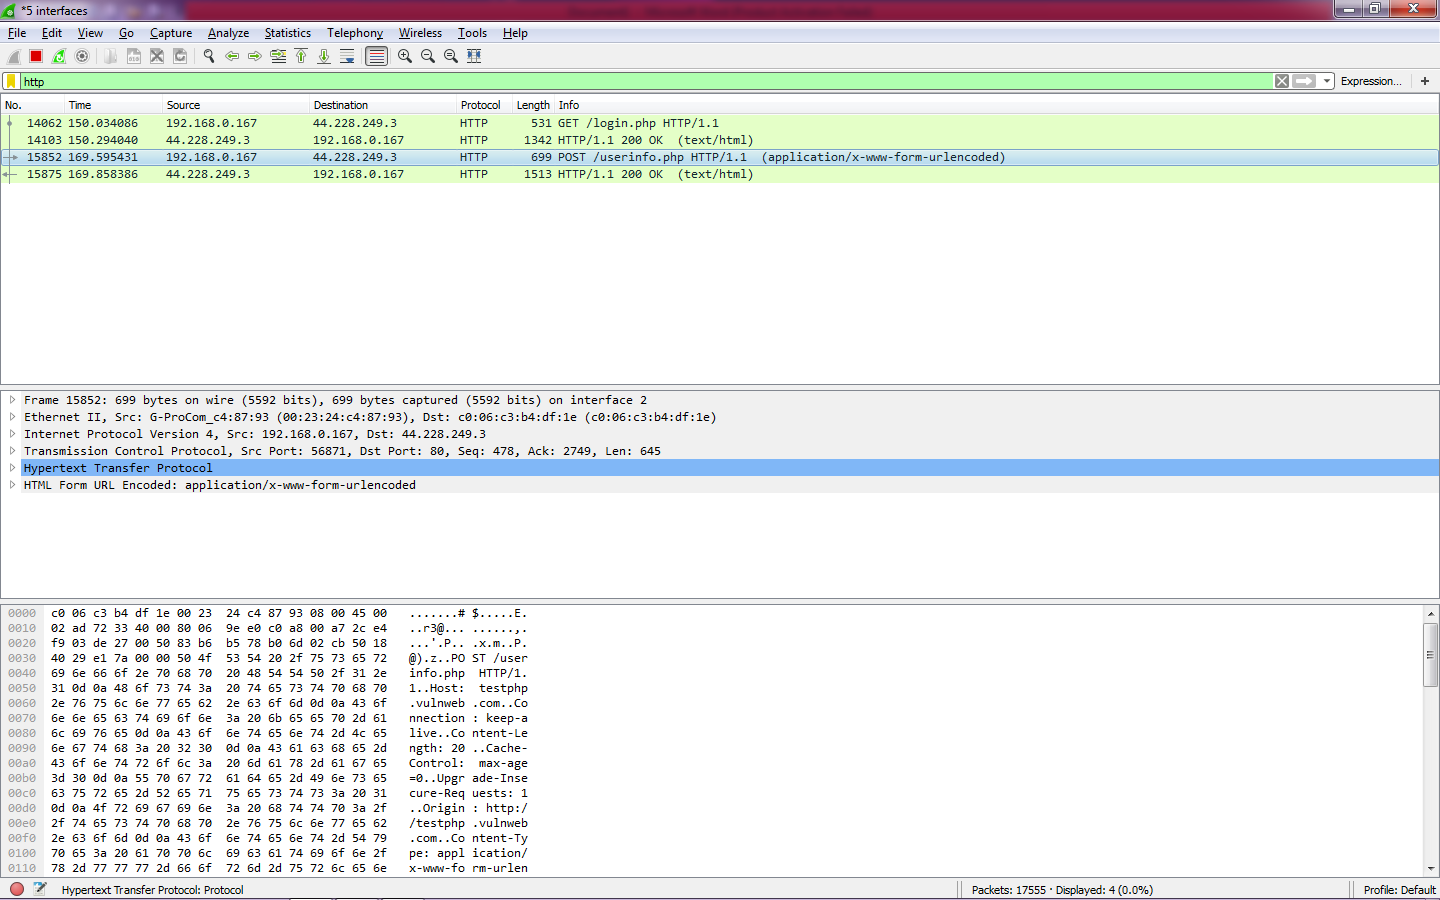 *5 interfaces
File Edit View Go Capture Analyze Statistics Telephony Wireless Tools Help
http Expression... +
No. Time Source Destination Protocol Length Info
14062 150.034086 192.168.0.167 44.228.249.3 HTTP 531 GET /login.php HTTP/1.1
14103 150.294040 44.228.249.3 192.168.0.167 HTTP 1342 HTTP/1.1 200 OK (text/html)
15852 169.595431 192.168.0.167 44.228.249.3 HTTP 699 POST /userinfo.php HTTP/1.1 (application/x-www-form-urlencoded)
15875 169.858386 44.228.249.3 192.168.0.167 HTTP 1513 HTTP/1.1 200 OK (text/html)
Frame 15852: 699 bytes on wire (5592 bits), 699 bytes captured (5592 bits) on interface 2
Ethernet II, Src: G-ProCom_c4:87:93 (00:23:24:c4:87:93), Dst: c0:06:c3:b4:df:1e (c0:06:c3:b4:df:1e)
Internet Protocol Version 4, Src: 192.168.0.167, Dst: 44.228.249.3
Transmission Control Protocol, Src Port: 56871, Dst Port: 80, Seq: 478, Ack: 2749, Len: 645
Hypertext Transfer Protocol
HTML Form URL Encoded: application/x-www-form-urlencoded
0000 c0 06 c3 b4 df 1e 00 23 24 c4 87 93 08 00 45 00 .......# $.....E.
0010 02 ad 72 33 40 00 80 06 9e e0 c0 a8 00 a7 2c e4 ..r3@... ......,.
0020 f9 03 de 27 00 50 83 b6 b5 78 b0 6d 02 cb 50 18 ...'.P.. .x.m..P.
0030 40 29 e1 7a 00 00 50 4f 53 54 20 2f 75 73 65 72 @).z..PO ST /user
0040 69 6e 66 6f 2e 70 68 70 20 48 54 54 50 2f 31 2e info.php HTTP/1.
0050 31 0d 0a 48 6f 73 74 3a 20 74 65 73 74 70 68 70 1..Host: testphp
0060 2e 76 75 6c 6e 77 65 62 2e 63 6f 6d 0d 0a 43 6f .vulnweb .com..Co
0070 6e 6e 65 63 74 69 6f 6e 3a 20 6b 65 65 70 2d 61 nnection : keep-a
0080 6c 69 76 65 0d 0a 43 6f 6e 74 65 6e 74 2d 4c 65 live..Co ntent-Le
0090 6e 67 74 68 3a 20 32 30 0d 0a 43 61 63 68 65 2d ngth: 20 ..Cache-
00a0 43 6f 6e 74 72 6f 6c 3a 20 6d 61 78 2d 61 67 65 Control: max-age
00b0 3d 30 0d 0a 55 70 67 72 61 64 65 2d 49 6e 73 65 =0..Upgr ade-Inse
00c0 63 75 72 65 2d 52 65 71 75 65 73 74 73 3a 20 31 cure-Req uests: 1
00d0 0d 0a 4f 72 69 67 69 6e 3a 20 68 74 74 70 3a 2f ..Origin : http:/
00e0 2f 74 65 73 74 70 68 70 2e 76 75 6c 6e 77 65 62 /testphp .vulnweb
00f0 2e 63 6f 6d 0d 0a 43 6f 6e 74 65 6e 74 2d 54 79 .com..Co ntent-Ty
0100 70 65 3a 20 61 70 70 6c 69 63 61 74 69 6f 6e 2f pe: appl ication/
0110 78 2d 77 77 77 2d 66 6f 72 6d 2d 75 72 6c 65 6e x-www-fo rm-urlen
Hypertext Transfer Protocol: Protocol Packets: 17555 · Displayed: 4 (0.0%) Profile: Default